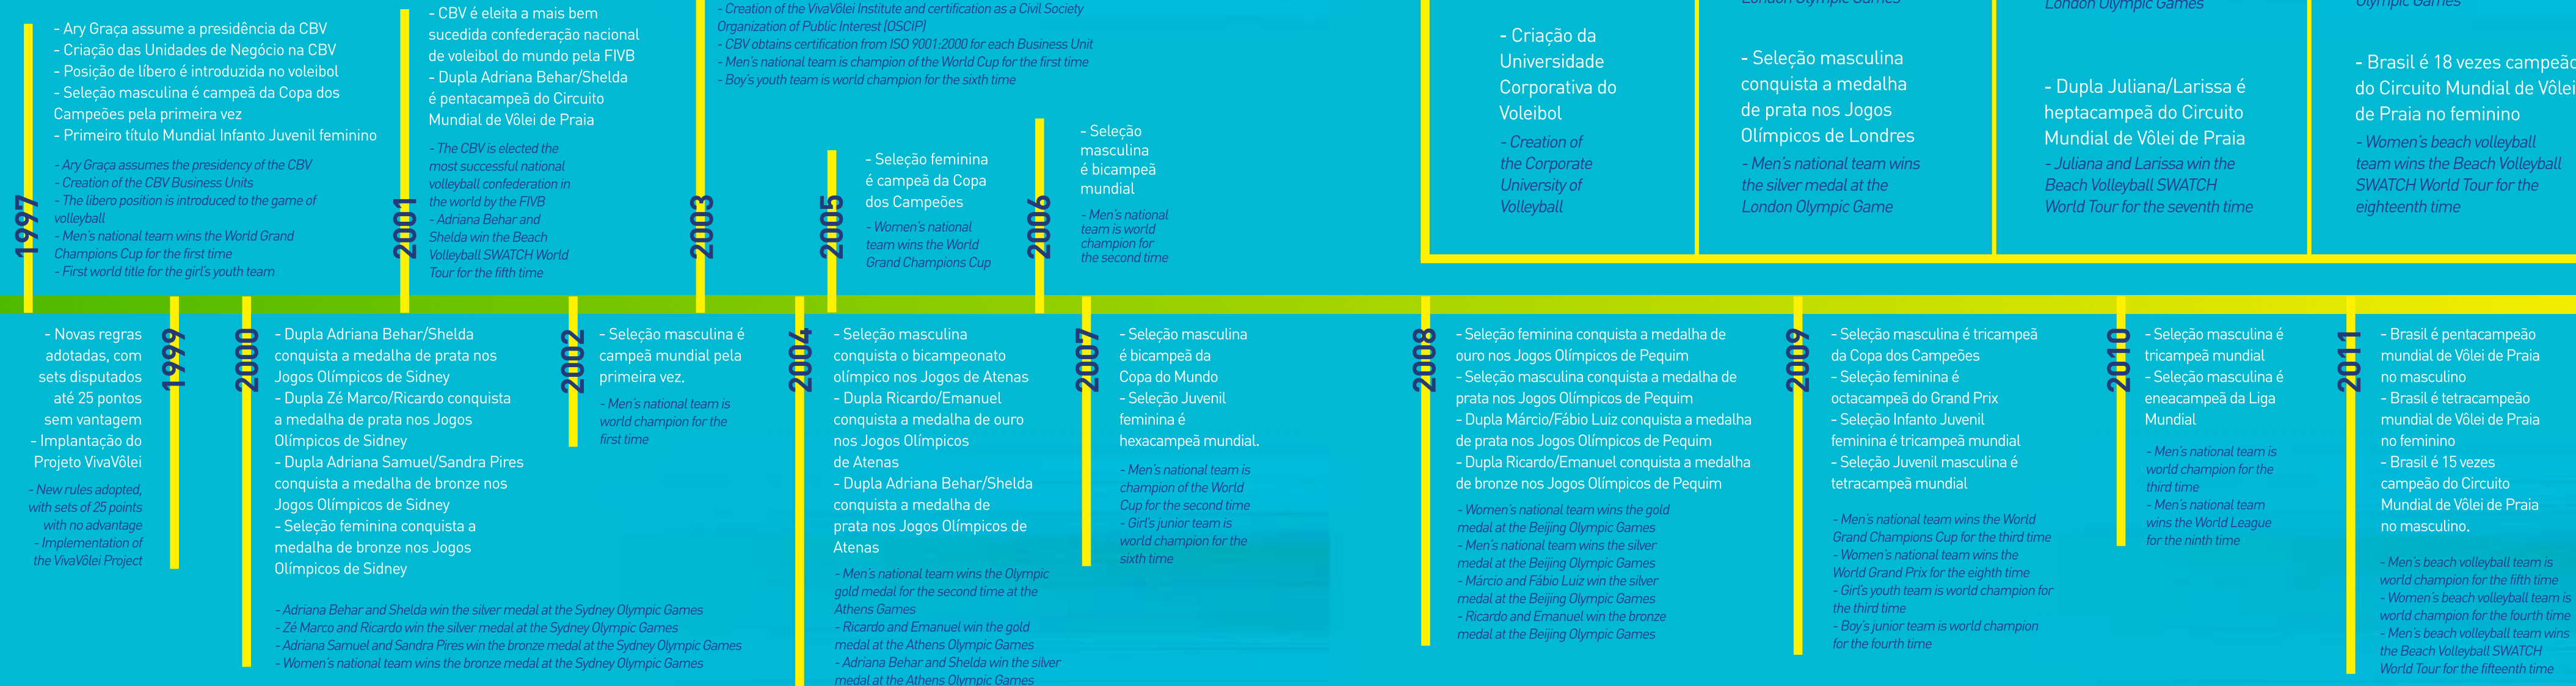 - Ary Graça assume a presidência da CBV
- Criação das Unidades de Negócio na CBV
- Posição de líbero é introduzida no voleibol
- Seleção masculina é campeã da Copa dos
Campeões pela primeira vez
- Primeiro título Mundial Infanto Juvenil feminino
- Ary Graça assumes the presidency of the CBV
- Creation of the CBV Business Units
- The libero position is introduced to the game of
volleyball
- Men's national team wins the World Grand
Champions Cup for the first time
- First world title for the girl's youth team
1997
- CBV é eleita a mais bem
sucedida confederação nacional
de voleibol do mundo pela FIVB
- Dupla Adriana Behar/Shelda
é pentacampeã do Circuito
Mundial de Vôlei de Praia
- The CBV is elected the
most successful national
volleyball confederation in
the world by the FIVB
- Adriana Behar and
Shelda win the Beach
Volleyball SWATCH World
Tour for the fifth time
2001
- Creation of the VivaVôlei Institute and certification as a Civil Society
Organization of Public Interest (OSCIP)
- CBV obtains certification from ISO 9001:2000 for each Business Unit
- Men's national team is champion of the World Cup for the first time
- Boy's youth team is world champion for the sixth time
2003
- Seleção feminina
é campeã da Copa
dos Campeões
- Women's national
team wins the World
Grand Champions Cup
2005
- Seleção
masculina
é bicampeã
mundial
- Men's national
team is world
champion for
the second time
2006
- Criação da
Universidade
Corporativa do
Voleibol
- Creation of
the Corporate
University of
Volleyball
London Olympic Games
- Seleção masculina
conquista a medalha
de prata nos Jogos
Olímpicos de Londres
- Men's national team wins
the silver medal at the
London Olympic Game
London Olympic Games
- Dupla Juliana/Larissa é
heptacampeã do Circuito
Mundial de Vôlei de Praia
- Juliana and Larissa win the
Beach Volleyball SWATCH
World Tour for the seventh time
Olympic Games
- Brasil é 18 vezes campeão
do Circuito Mundial de Vôlei
de Praia no feminino
- Women's beach volleyball
team wins the Beach Volleyball
SWATCH World Tour for the
eighteenth time
- Novas regras
adotadas, com
sets disputados
até 25 pontos
sem vantagem
- Implantação do
Projeto VivaVôlei
- New rules adopted,
with sets of 25 points
with no advantage
- Implementation of
the VivaVôlei Project
1999
2000
- Dupla Adriana Behar/Shelda
conquista a medalha de prata nos
Jogos Olímpicos de Sidney
- Dupla Zé Marco/Ricardo conquista
a medalha de prata nos Jogos
Olímpicos de Sidney
- Dupla Adriana Samuel/Sandra Pires
conquista a medalha de bronze nos
Jogos Olímpicos de Sidney
- Seleção feminina conquista a
medalha de bronze nos Jogos
Olímpicos de Sidney
- Adriana Behar and Shelda win the silver medal at the Sydney Olympic Games
- Zé Marco and Ricardo win the silver medal at the Sydney Olympic Games
- Adriana Samuel and Sandra Pires win the bronze medal at the Sydney Olympic Games
- Women's national team wins the bronze medal at the Sydney Olympic Games
2002
- Seleção masculina é
campeã mundial pela
primeira vez.
- Men's national team is
world champion for the
first time
2004
- Seleção masculina
conquista o bicampeonato
olímpico nos Jogos de Atenas
- Dupla Ricardo/Emanuel
conquista a medalha de ouro
nos Jogos Olímpicos
de Atenas
- Dupla Adriana Behar/Shelda
conquista a medalha de
prata nos Jogos Olímpicos de
Atenas
- Men's national team wins the Olympic
gold medal for the second time at the
Athens Games
- Ricardo and Emanuel win the gold
medal at the Athens Olympic Games
- Adriana Behar and Shelda win the silver
medal at the Athens Olympic Games
2007
- Seleção masculina
é bicampeã da
Copa do Mundo
- Seleção Juvenil
feminina é
hexacampeã mundial.
- Men's national team is
champion of the World
Cup for the second time
- Girl's junior team is
world champion for the
sixth time
2008
- Seleção feminina conquista a medalha de
ouro nos Jogos Olímpicos de Pequim
- Seleção masculina conquista a medalha de
prata nos Jogos Olímpicos de Pequim
- Dupla Márcio/Fábio Luiz conquista a medalha
de prata nos Jogos Olímpicos de Pequim
- Dupla Ricardo/Emanuel conquista a medalha
de bronze nos Jogos Olímpicos de Pequim
- Women's national team wins the gold
medal at the Beijing Olympic Games
- Men's national team wins the silver
medal at the Beijing Olympic Games
- Márcio and Fábio Luiz win the silver
medal at the Beijing Olympic Games
- Ricardo and Emanuel win the bronze
medal at the Beijing Olympic Games
2009
- Seleção masculina é tricampeã
da Copa dos Campeões
- Seleção feminina é
octacampeã do Grand Prix
- Seleção Infanto Juvenil
feminina é tricampeã mundial
- Seleção Juvenil masculina é
tetracampeã mundial
- Men's national team wins the World
Grand Champions Cup for the third time
- Women's national team wins the
World Grand Prix for the eighth time
- Girl's youth team is world champion for
the third time
- Boy's junior team is world champion
for the fourth time
2010
- Seleção masculina é
tricampeã mundial
- Seleção masculina é
eneacampeã da Liga
Mundial
- Men's national team is
world champion for the
third time
- Men's national team
wins the World League
for the ninth time
2011
- Brasil é pentacampeão
mundial de Vôlei de Praia
no masculino
- Brasil é tetracampeão
mundial de Vôlei de Praia
no feminino
- Brasil é 15 vezes
campeão do Circuito
Mundial de Vôlei de Praia
no masculino.
- Men's beach volleyball team is
world champion for the fifth time
- Women's beach volleyball team is
world champion for the fourth time
- Men's beach volleyball team wins
the Beach Volleyball SWATCH
World Tour for the fifteenth time